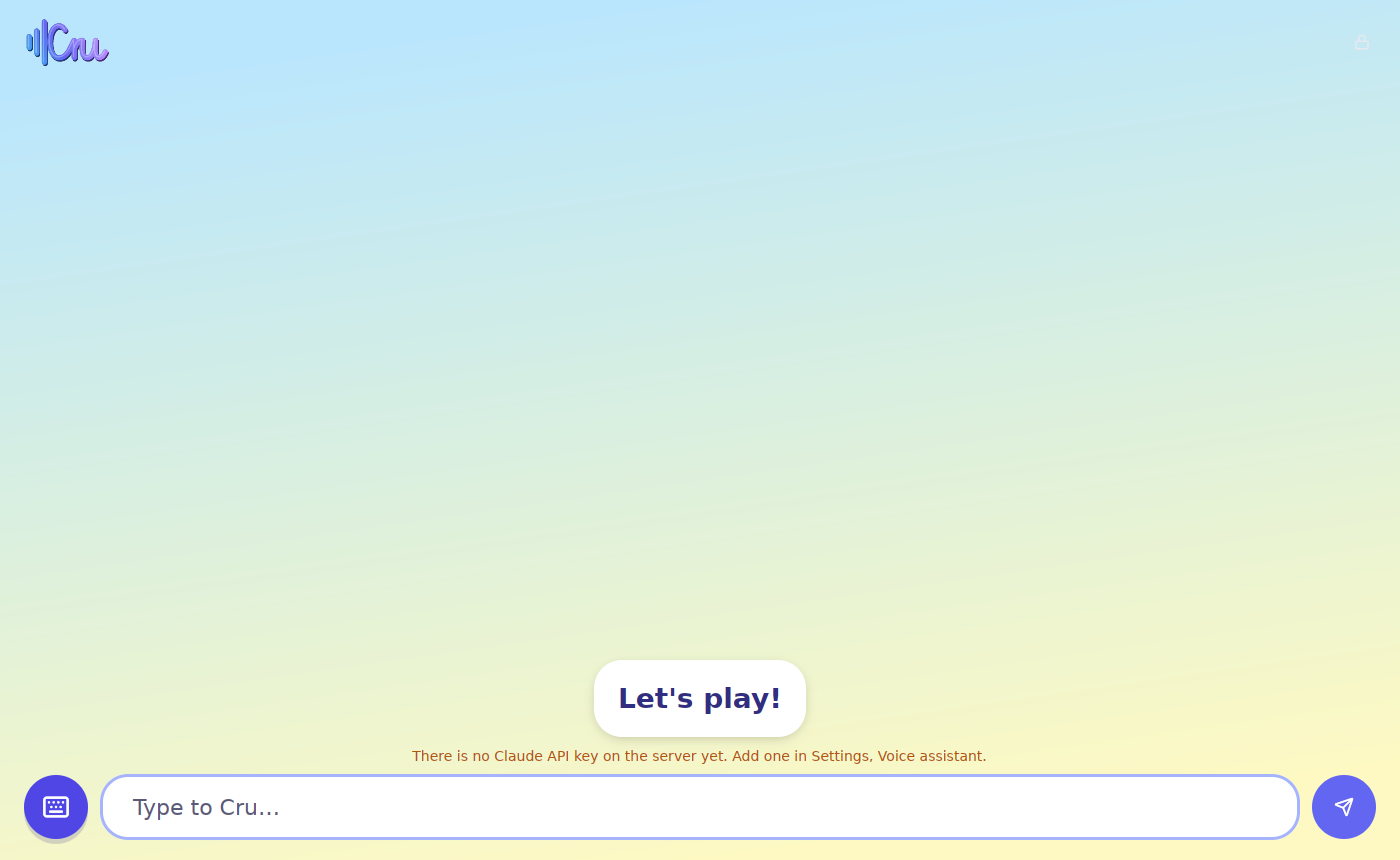 Cru
Let's play!
There is no Claude API key on the server yet. Add one in Settings, Voice assistant.
Type to Cru...